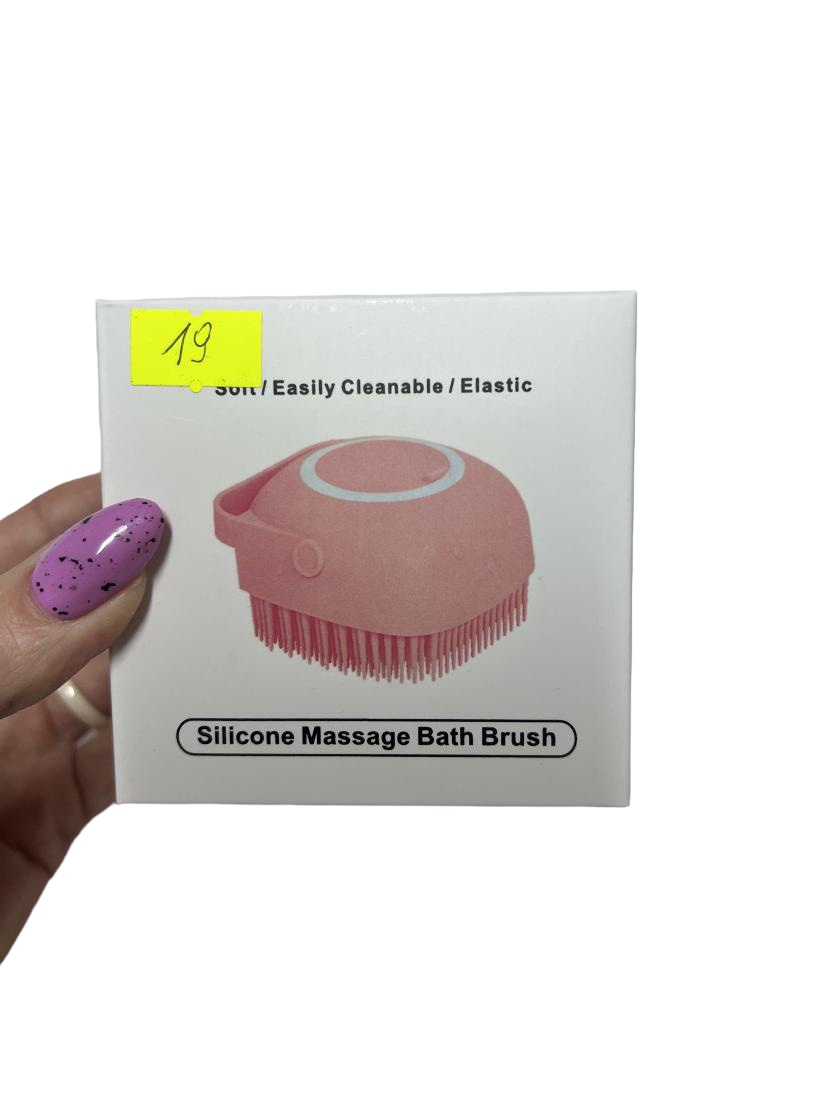 19
Soft / Easily Cleanable / Elastic
Silicone Massage Bath Brush